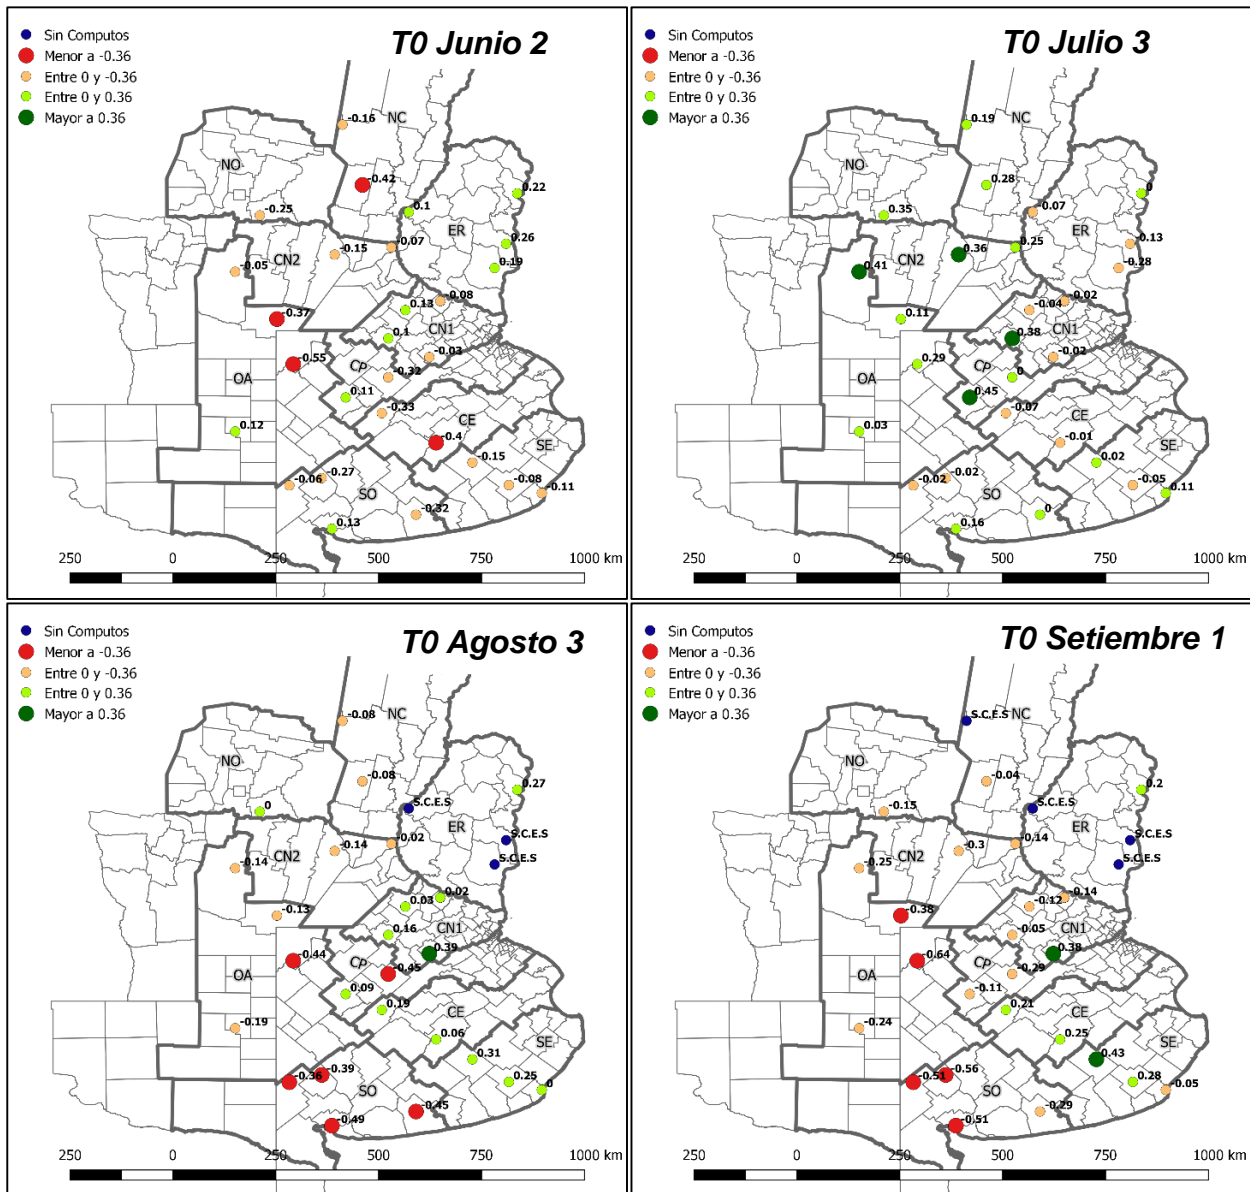 T0 Junio 2
Sin Computos
Menor a -0.36
Entre 0 y -0.36
Entre 0 y 0.36
Mayor a 0.36
-0.16
NC
NO
-0.42
0.22
-0.25
0.1
ER
-0.15
-0.07
0.26
CN2
-0.05
0.19
-0.08
0.13
-0.37
0.1
CN1
-0.03
-0.55
CP
-0.32
OA
0.11
-0.33
CE
0.12
-0.4
SE
-0.15
-0.27
-0.06
SO
-0.08
-0.11
0.13
-0.32
250 0 250 500 750 1000 km
T0 Julio 3
Sin Computos
Menor a -0.36
Entre 0 y -0.36
Entre 0 y 0.36
Mayor a 0.36
0.19
NC
NO
0.28
0
0.35
-0.07
ER
0.36
0.25
-0.13
CN2
0.41
-0.28
-0.02
-0.04
0.11
0.38
CN1
-0.02
0.29
CP
0
OA
0.45
-0.07
CE
0.03
-0.01
SE
0.02
-0.02
-0.02
SO
-0.05
0.11
0.16
0
250 0 250 500 750 1000 km
T0 Agosto 3
Sin Computos
Menor a -0.36
Entre 0 y -0.36
Entre 0 y 0.36
Mayor a 0.36
-0.08
NC
NO
-0.08
0.27
0
S.C.E.S
ER
-0.14
-0.02
S.C.E.S
CN2
-0.14
S.C.E.S
0.02
0.03
-0.13
0.16
CN1
0.39
-0.44
CP
-0.45
OA
0.09
0.19
CE
-0.19
0.06
SE
0.31
-0.39
-0.36
SO
0.25
0
-0.49
-0.45
250 0 250 500 750 1000 km
T0 Setiembre 1
Sin Computos
Menor a -0.36
Entre 0 y -0.36
Entre 0 y 0.36
Mayor a 0.36
S.C.E.S
NC
NO
-0.04
0.2
-0.15
S.C.E.S
ER
-0.3
-0.14
S.C.E.S
CN2
-0.25
S.C.E.S
-0.14
-0.12
-0.38
0.05
CN1
0.38
-0.64
CP
-0.29
OA
-0.11
0.21
CE
-0.24
0.25
SE
0.43
-0.56
-0.51
SO
0.28
-0.05
-0.51
-0.29
250 0 250 500 750 1000 km